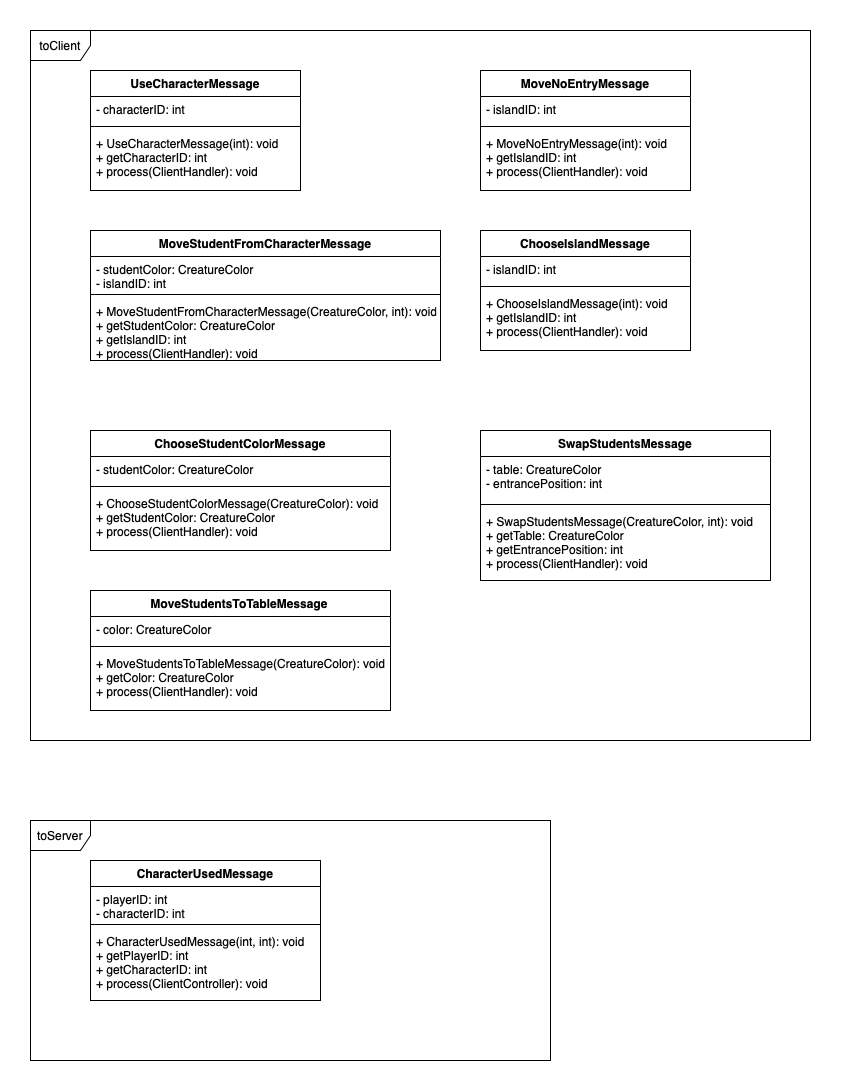 toClient
UseCharacterMessage
- characterID: int
+ UseCharacterMessage(int): void
+ getCharacterID: int
+ process(ClientHandler): void
MoveNoEntryMessage
- islandID: int
+ MoveNoEntryMessage(int): void
+ getIslandID: int
+ process(ClientHandler): void
MoveStudentFromCharacterMessage
- studentColor: CreatureColor
- islandID: int
+ MoveStudentFromCharacterMessage(CreatureColor, int): void
+ getStudentColor: CreatureColor
+ getIslandID: int
+ process(ClientHandler): void
ChooseIslandMessage
- islandID: int
+ ChooseIslandMessage(int): void
+ getIslandID: int
+ process(ClientHandler): void
ChooseStudentColorMessage
- studentColor: CreatureColor
+ ChooseStudentColorMessage(CreatureColor): void
+ getStudentColor: CreatureColor
+ process(ClientHandler): void
SwapStudentsMessage
- table: CreatureColor
- entrancePosition: int
+ SwapStudentsMessage(CreatureColor, int): void
+ getTable: CreatureColor
+ getEntrancePosition: int
+ process(ClientHandler): void
MoveStudentsToTableMessage
- color: CreatureColor
+ MoveStudentsToTableMessage(CreatureColor): void
+ getColor: CreatureColor
+ process(ClientHandler): void
toServer
CharacterUsedMessage
- playerID: int
- characterID: int
+ CharacterUsedMessage(int, int): void
+ getPlayerID: int
+ getCharacterID: int
+ process(ClientController): void